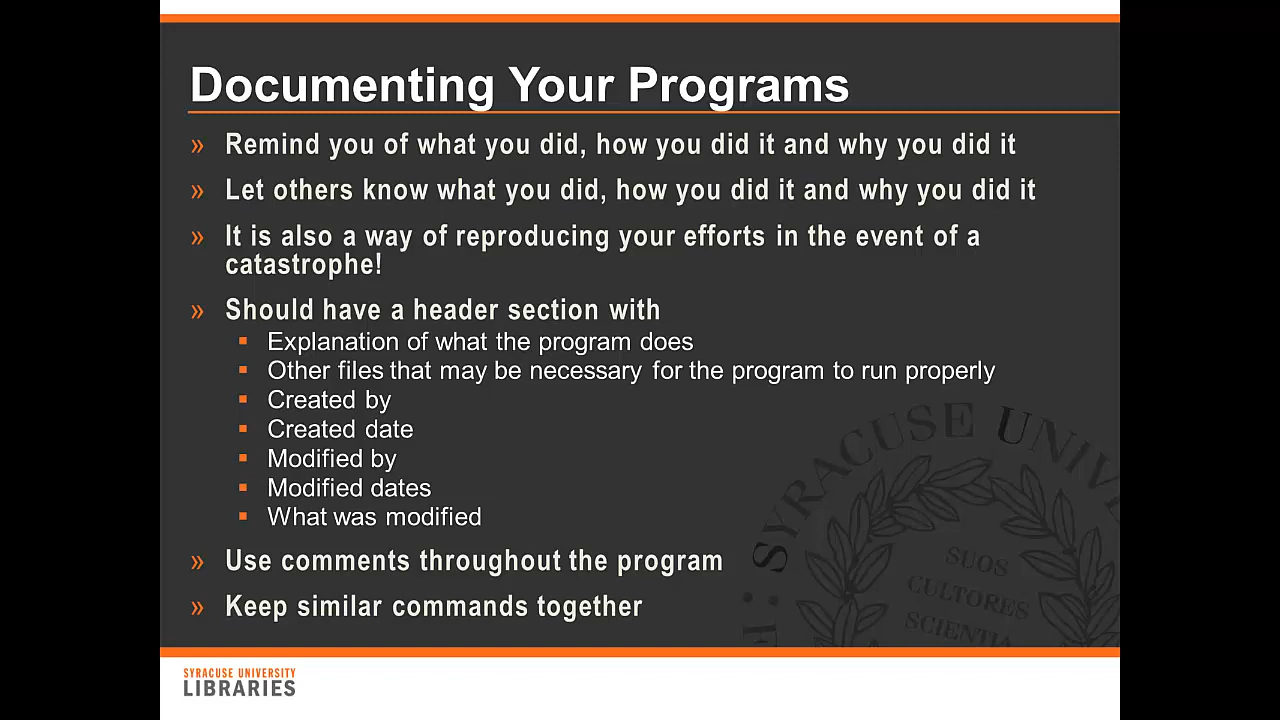 Documenting Your Programs
» Remind you of what you did, how you did it and why you did it
» Let others know what you did, how you did it and why you did it
» It is also a way of reproducing your efforts in the event of a
catastrophe!
» Should have a header section with
▪ Explanation of what the program does
▪ Other files that may be necessary for the program to run properly
▪ Created by
▪ Created date
▪ Modified by
▪ Modified dates
▪ What was modified
» Use comments throughout the program
» Keep similar commands together
SYRACUSE UNIV
SUOS
CULTORES
SCIENTIA
SYRACUSE UNIVERSITY
LIBRARIES